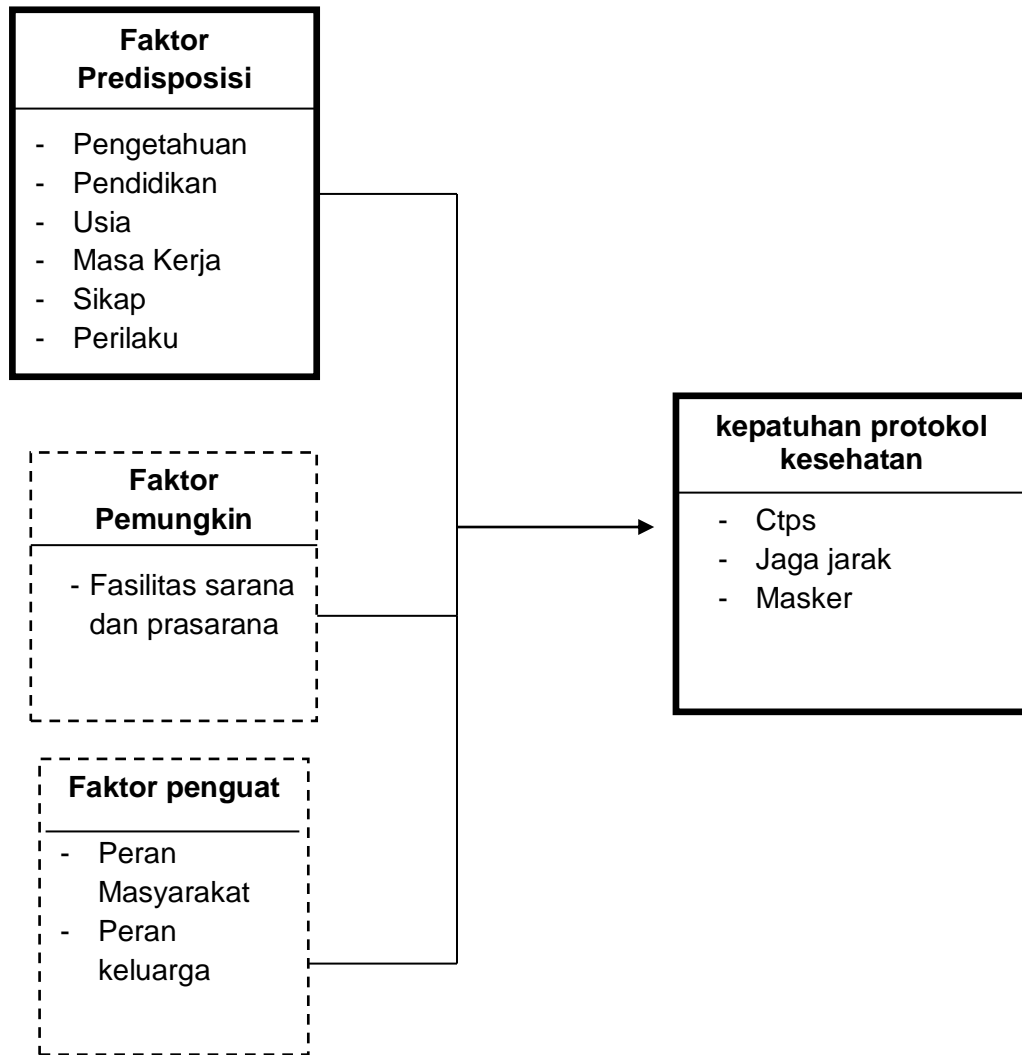 Faktor
Predisposisi
- Pengetahuan
- Pendidikan
- Usia
- Masa Kerja
- Sikap
- Perilaku
Faktor
Pemungkin
- Fasilitas sarana
dan prasarana
Faktor penguat
- Peran
Masyarakat
- Peran
keluarga
kepatuhan protokol
kesehatan
- Ctps
- Jaga jarak
- Masker